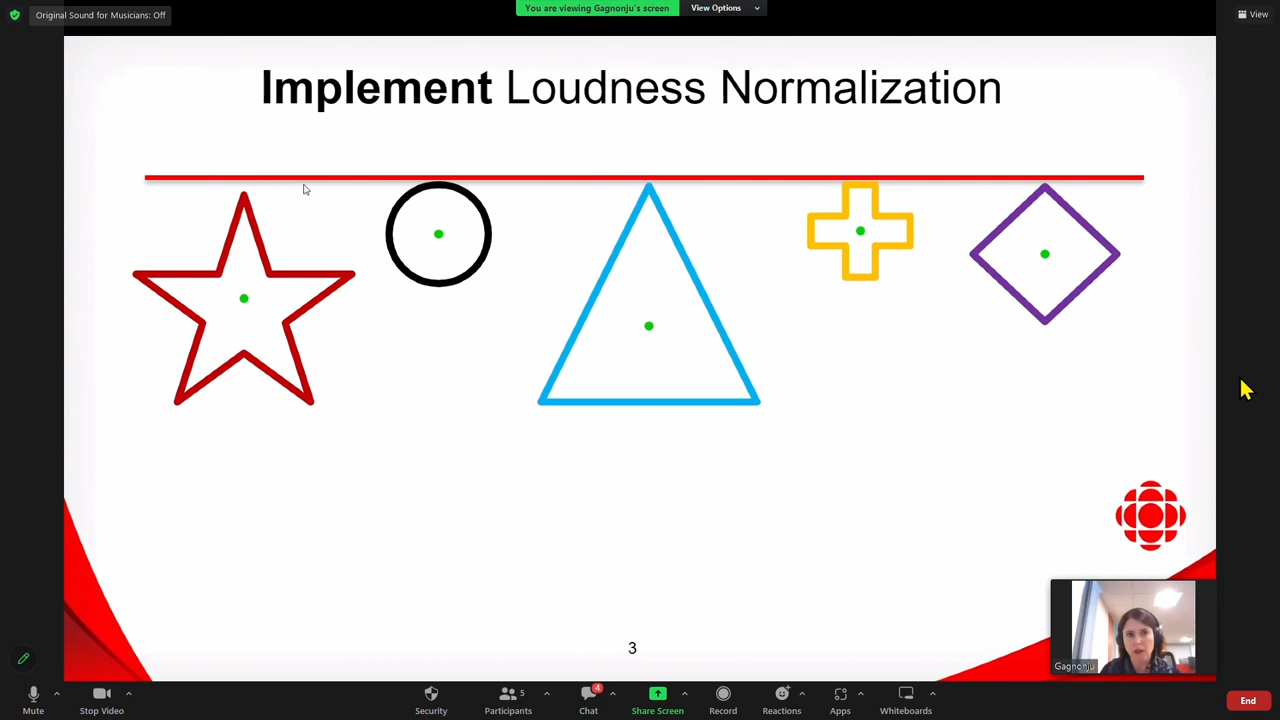 Original Sound for Musicians: Off
You are viewing Gagnonju's screen
View Options
View
Implement Loudness Normalization
3
Gagnonju
Mute
Stop Video
Security
5
Participants
4
Chat
Share Screen
Record
Reactions
Apps
Whiteboards
End